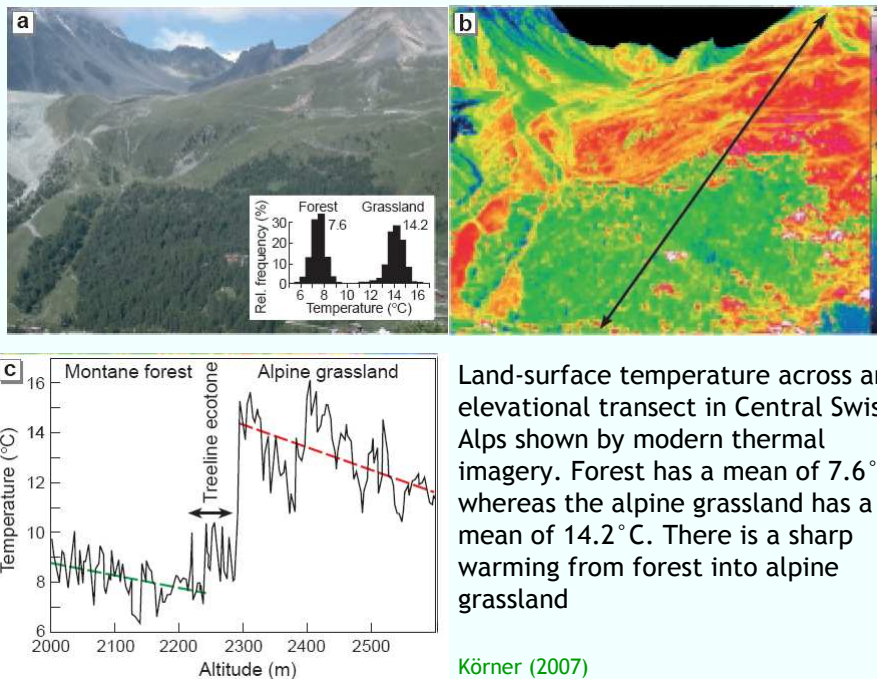 a
Forest Grassland
Rel. frequency (%)
30
20
10
0
7.6
14.2
6 8 10 12 14 16
Temperature (°C)
b
c
Montane forest
Treeline ecotone
Alpine grassland
Temperature (°C)
16
14
12
10
8
6
2000 2100 2200 2300 2400 2500
Altitude (m)
Land-surface temperature across
elevational transect in Central
Alps shown by modern thermal
imagery. Forest has a mean of 7.6°
whereas the alpine grassland has a
mean of 14.2°C. There is a sharp
warming from forest into alpine
grassland
Körner (2007)